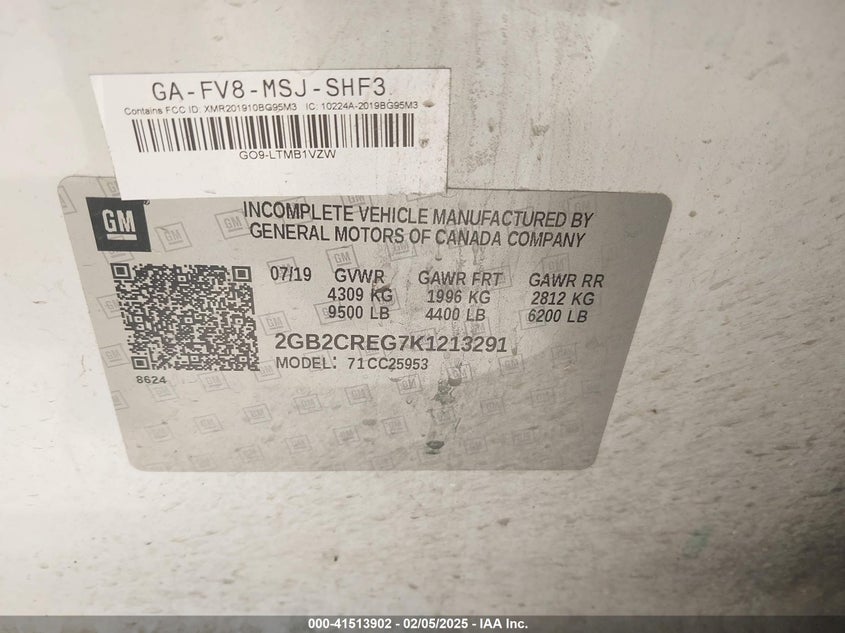 GA-FV8-MSJ-SHF3
Contains FCC ID: XMR201910BG95M3 IC: 10224A-2019BG95M3
GO9-LTMB1VZW
GM
INCOMPLETE VEHICLE MANUFACTURED BY
GENERAL MOTORS OF CANADA COMPANY
07/19 GVWR GAWR FRT GAWR RR
4309 KG 1996 KG 2812 KG
9500 LB 4400 LB 6200 LB
2GB2CREG7K1213291
MODEL: 71CC25953
8624
000-41513902 - 02/05/2025 - IAA Inc.